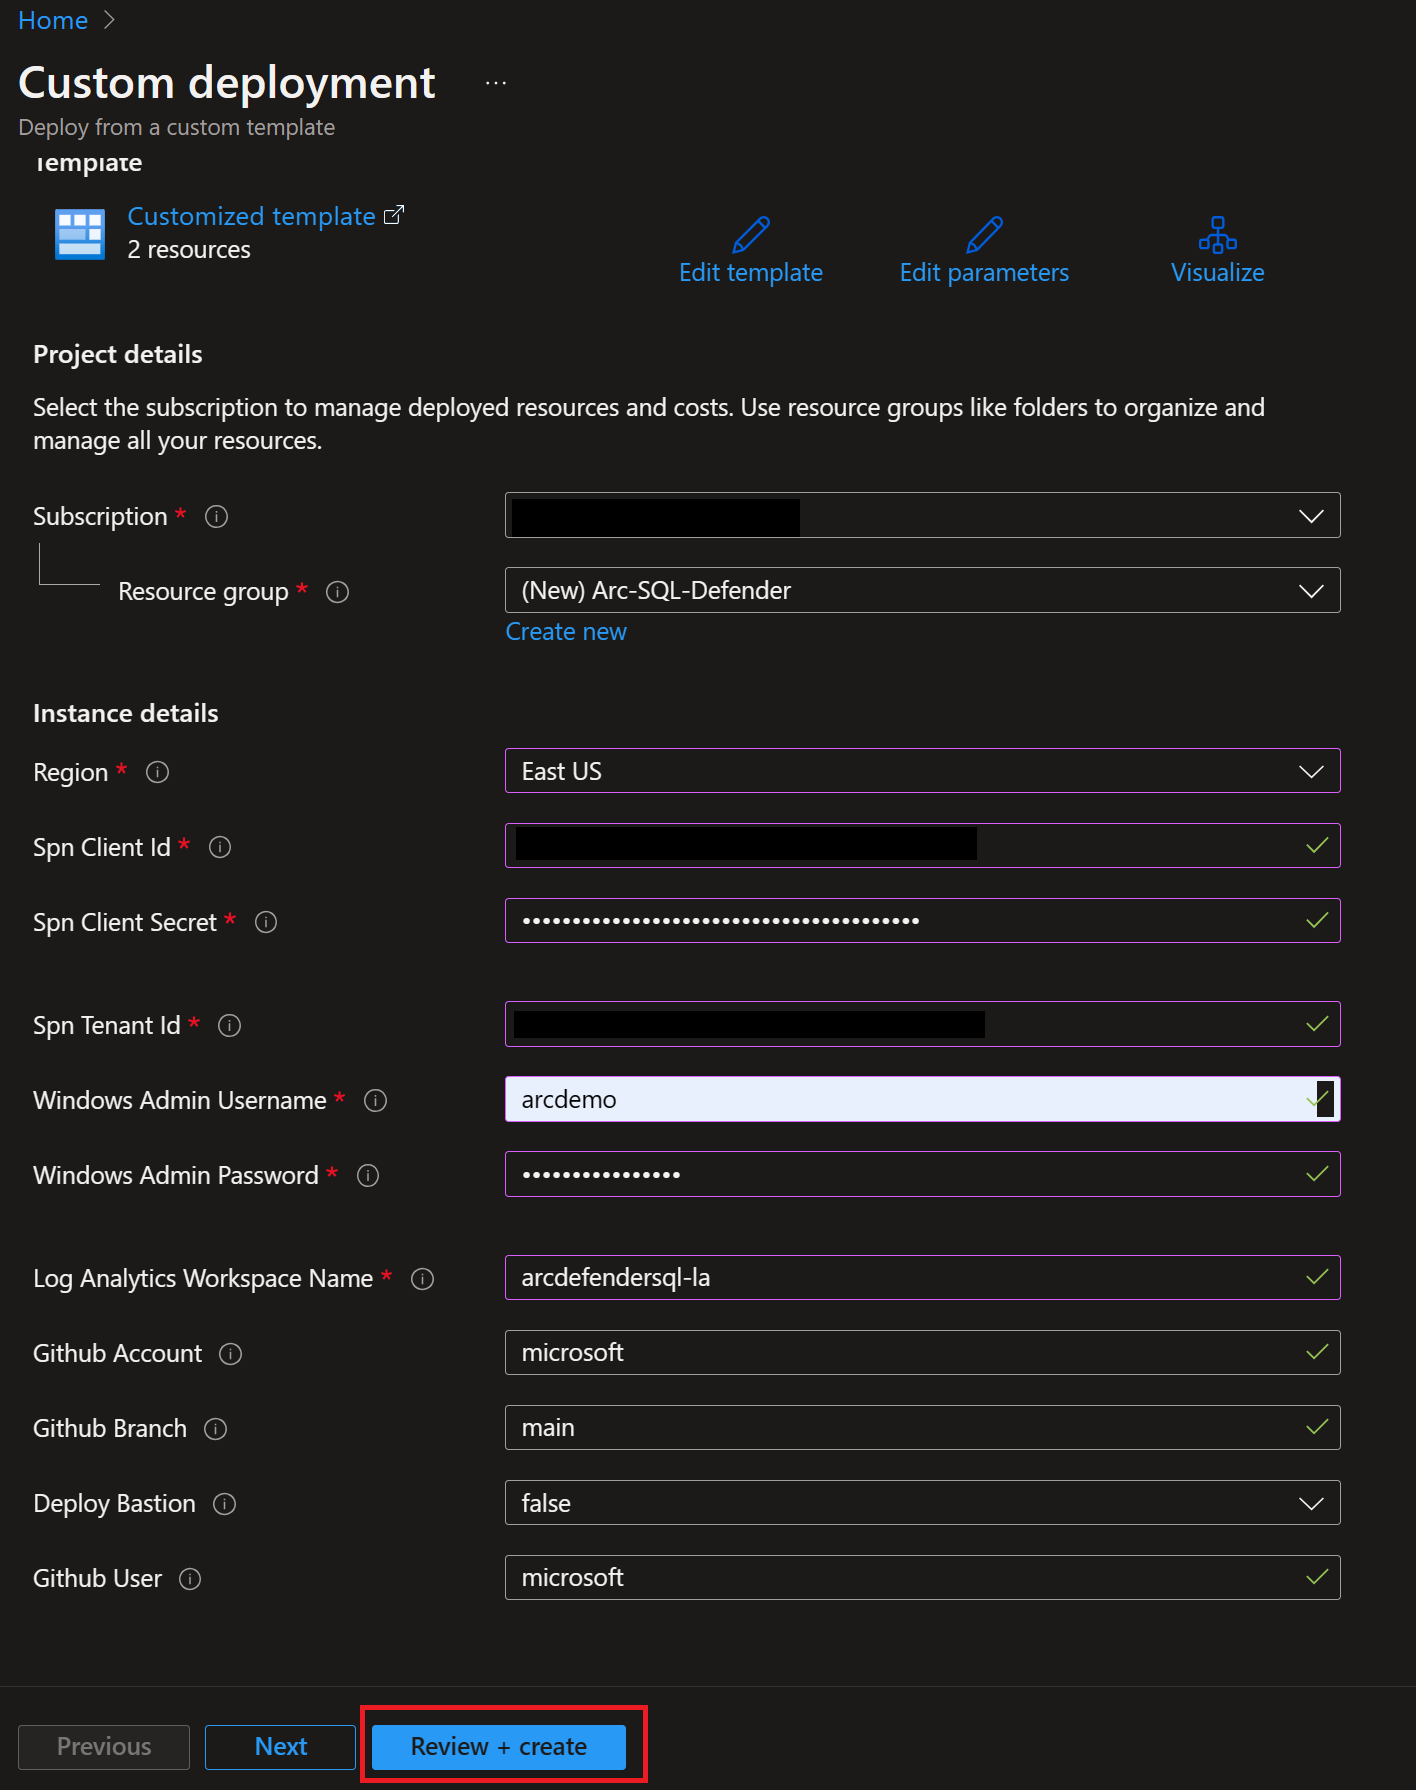 Home
Custom deployment ...
Deploy from a custom template
Template
Customized template
2 resources
Edit template
Edit parameters
Visualize
Project details
Select the subscription to manage deployed resources and costs. Use resource groups like folders to organize and
manage all your resources.
Subscription *
Resource group *
(New) Arc-SQL-Defender
Create new
Instance details
Region *
East US
Spn Client Id *
Spn Client Secret *
••••••••••••••••••••••••••••••••••••••••
Spn Tenant Id *
Windows Admin Username *
arcdemo
Windows Admin Password *
••••••••••••••••
Log Analytics Workspace Name *
arcdefendersql-la
Github Account
microsoft
Github Branch
main
Deploy Bastion
false
Github User
microsoft
Previous
Next
Review + create